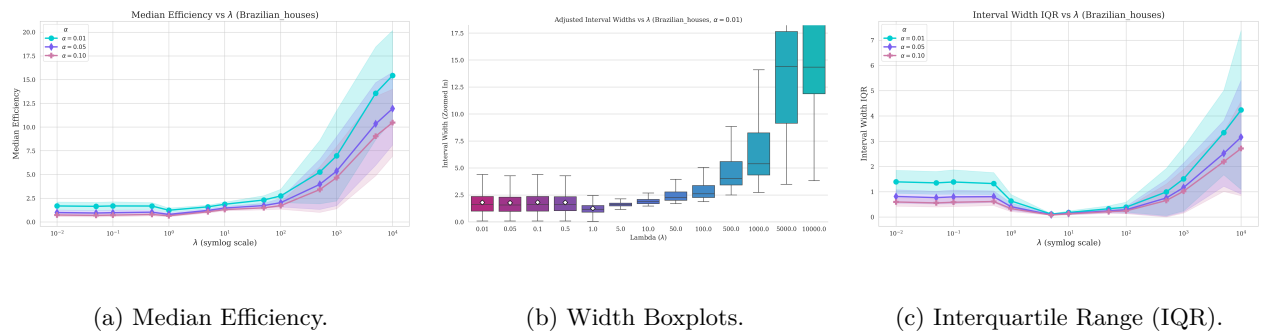 Median Efficiency vs λ (Brazilian_houses)
α
α = 0.01
α = 0.05
α = 0.10
20.0
17.5
15.0
12.5
10.0
7.5
5.0
2.5
0.0
Median Efficiency
10⁻² 10⁻¹ 10⁰ 10¹ 10² 10³ 10⁴
λ (symlog scale)
(a) Median Efficiency.
Adjusted Interval Widths vs λ (Brazilian_houses, α = 0.01)
17.5
15.0
12.5
10.0
7.5
5.0
2.5
0.0
Interval Width (Zoomed In)
0.01 0.05 0.1 0.5 1.0 5.0 10.0 50.0 100.0 500.0 1000.0 5000.0 10000.0
Lambda (λ)
(b) Width Boxplots.
Interval Width IQR vs λ (Brazilian_houses)
α
α = 0.01
α = 0.05
α = 0.10
7
6
5
4
3
2
1
0
Interval Width IQR
10⁻² 10⁻¹ 10⁰ 10¹ 10² 10³ 10⁴
λ (symlog scale)
(c) Interquartile Range (IQR).